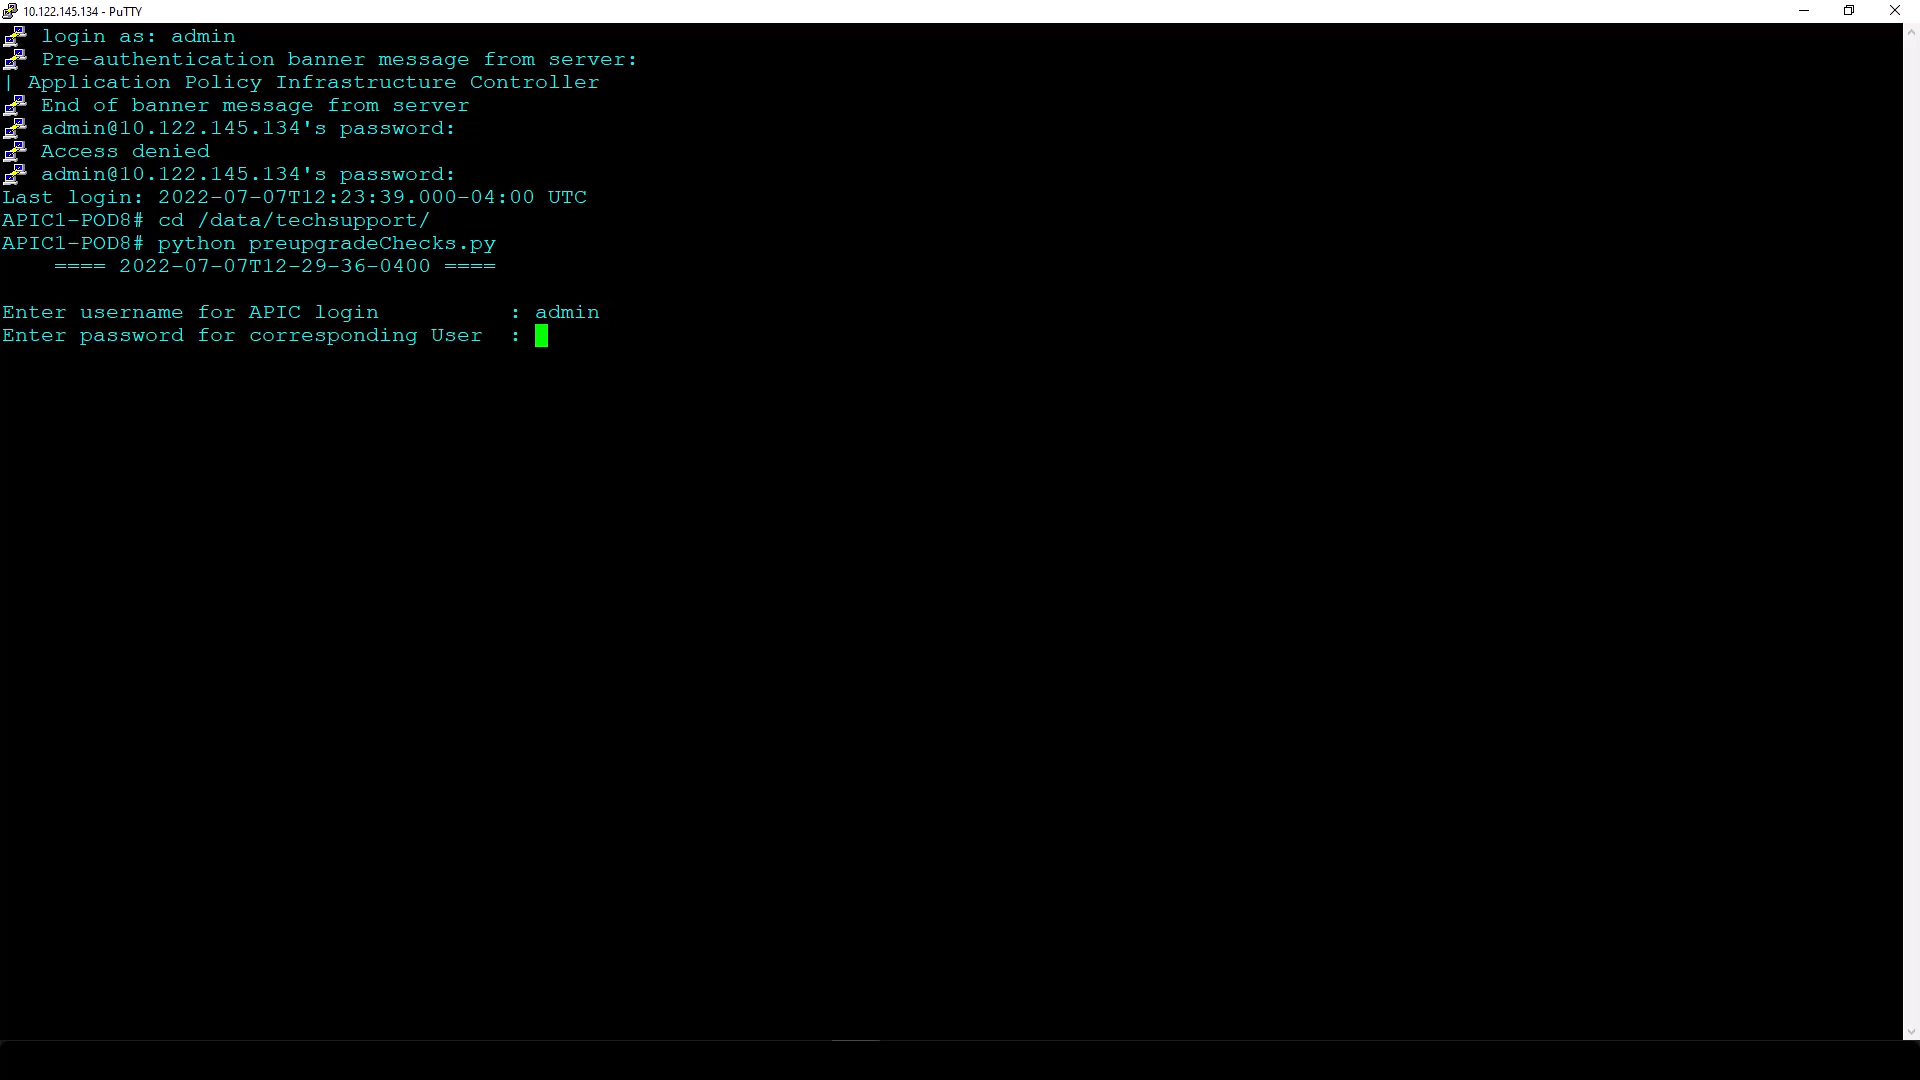 10.122.145.134 - PuTTY
login as: admin
Pre-authentication banner message from server:
| Application Policy Infrastructure Controller
End of banner message from server
admin@10.122.145.134's password:
Access denied
admin@10.122.145.134's password:
Last login: 2022-07-07T12:23:39.000-04:00 UTC
APIC1-POD8# cd /data/techsupport/
APIC1-POD8# python preupgradeChecks.py
==== 2022-07-07T12-29-36-0400 ====
Enter username for APIC login : admin
Enter password for corresponding User :